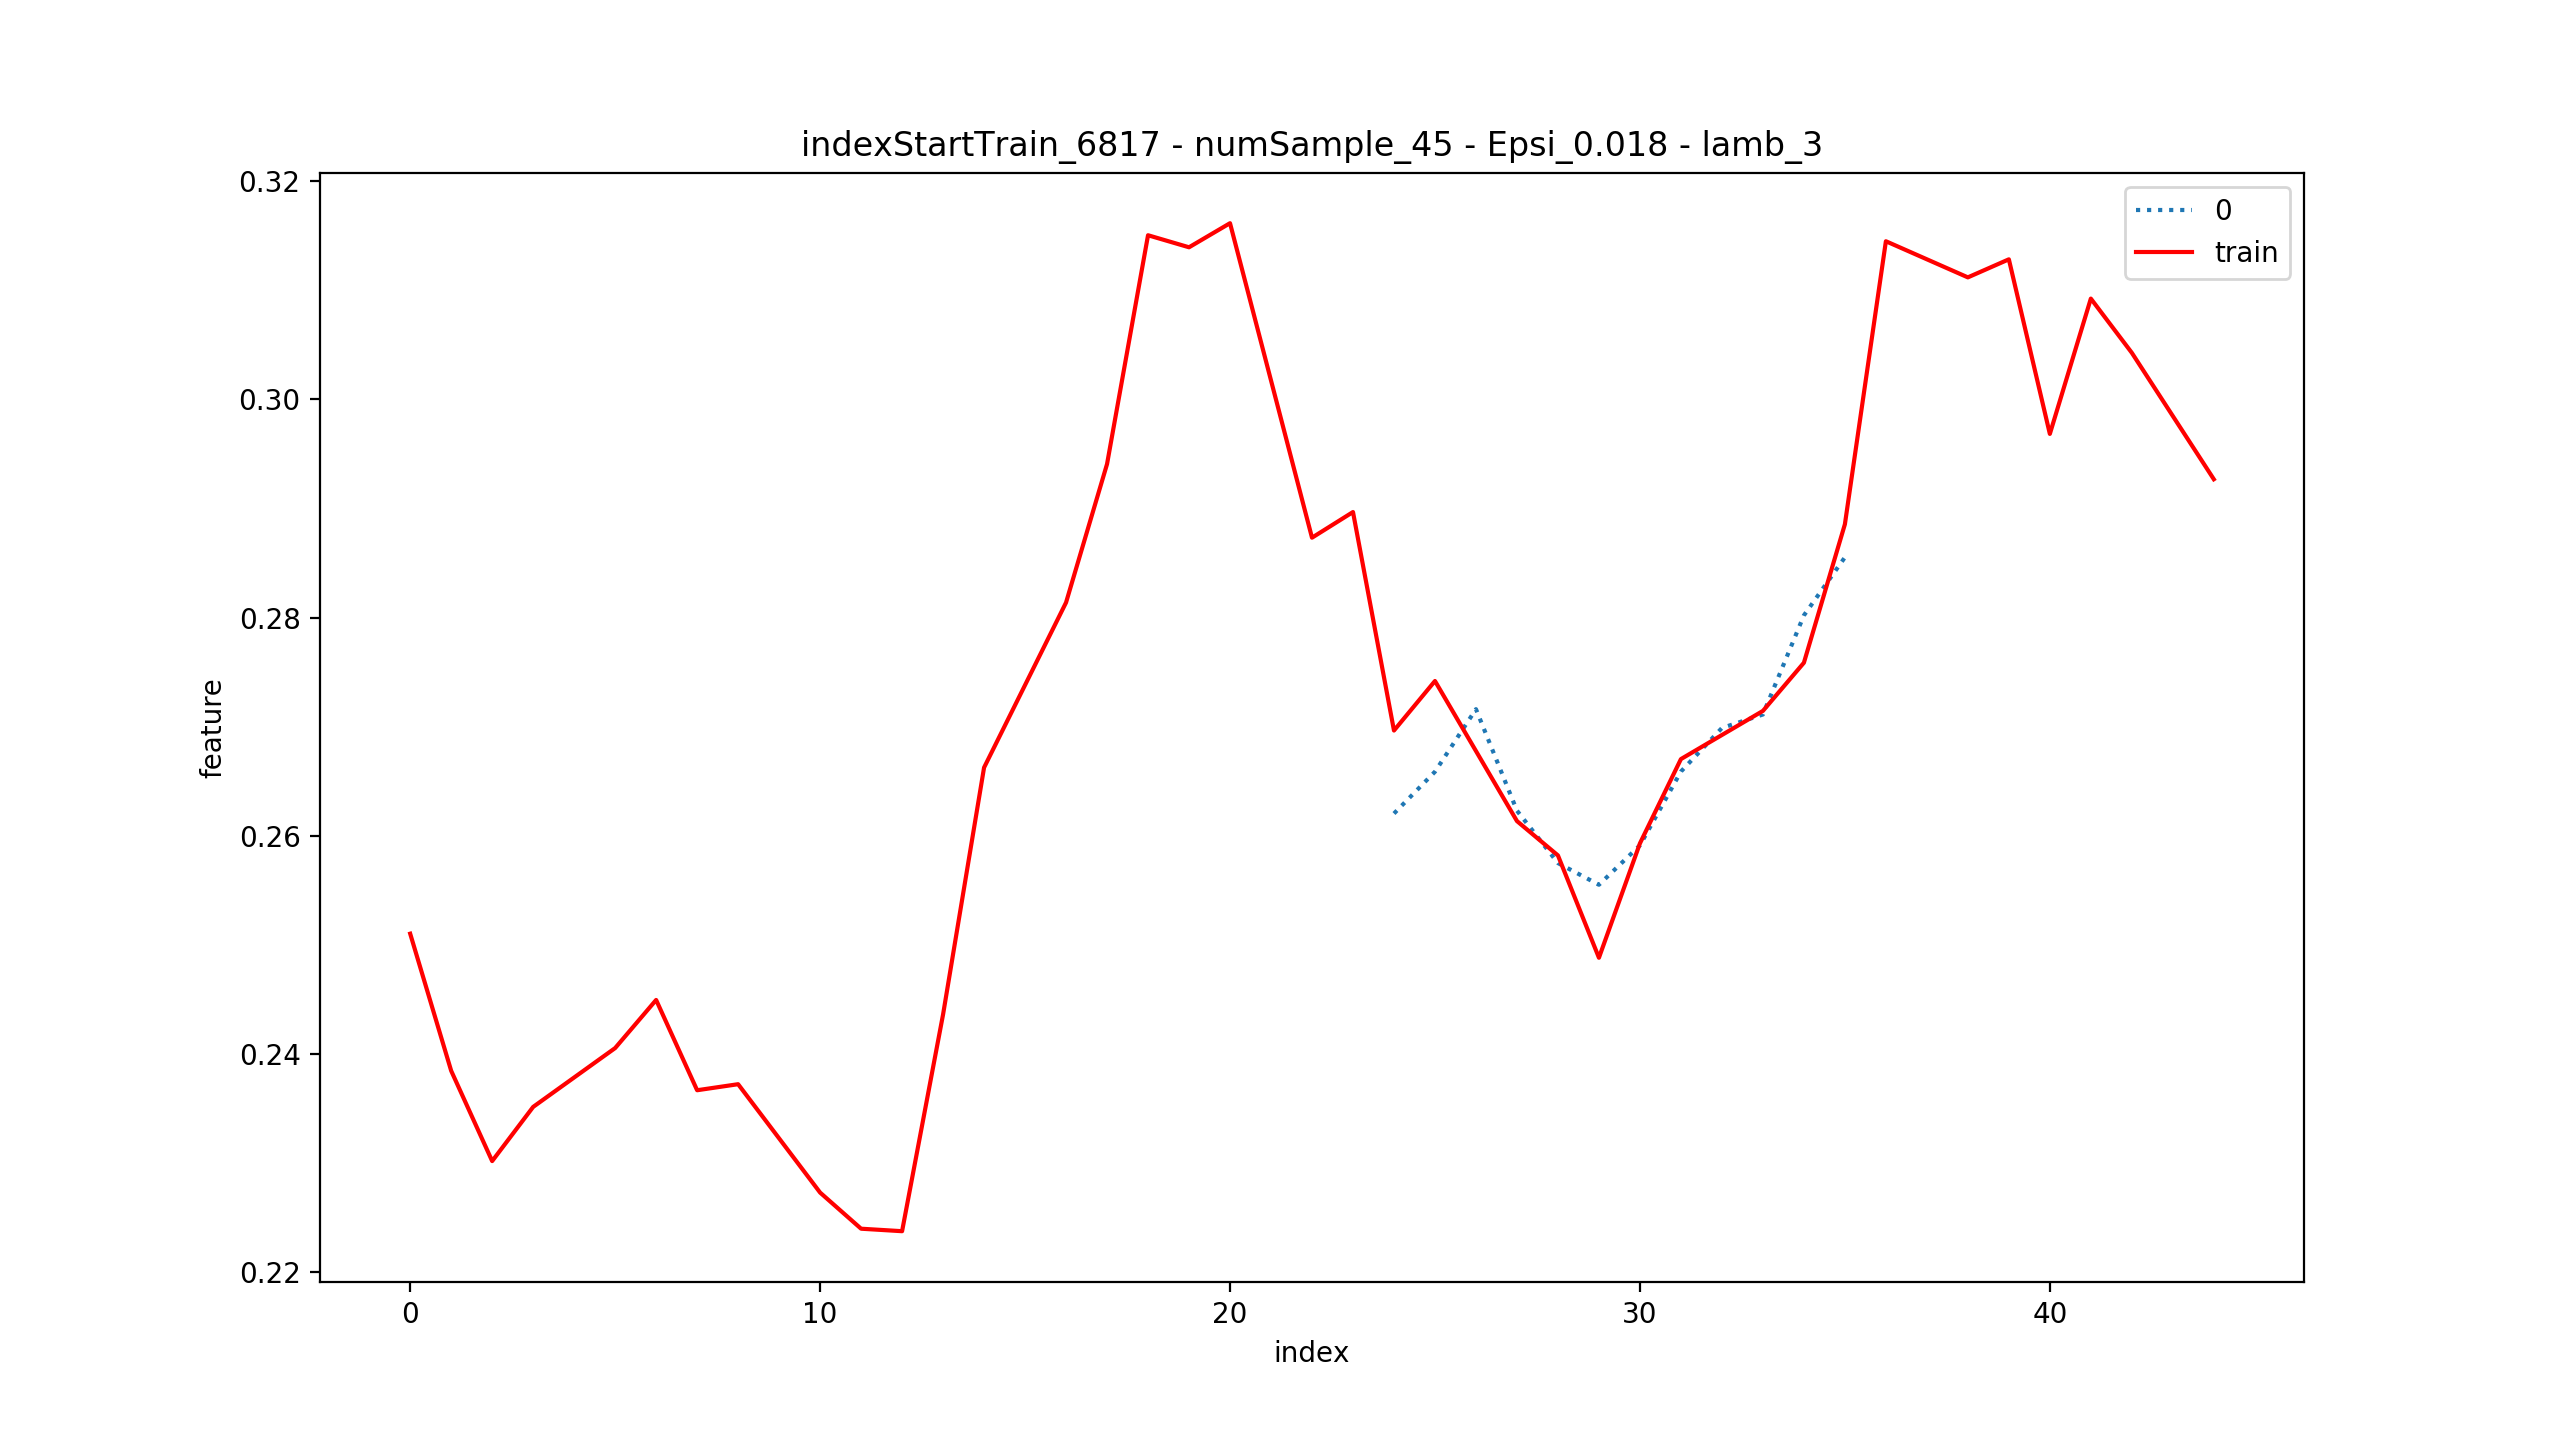 indexStartTrain_6817 - numSample_45 - Epsi_0.018 - lamb_3
0.32
0.30
0.28
0.26
0.24
0.22
feature
0
train
0 10 20 30 40
index